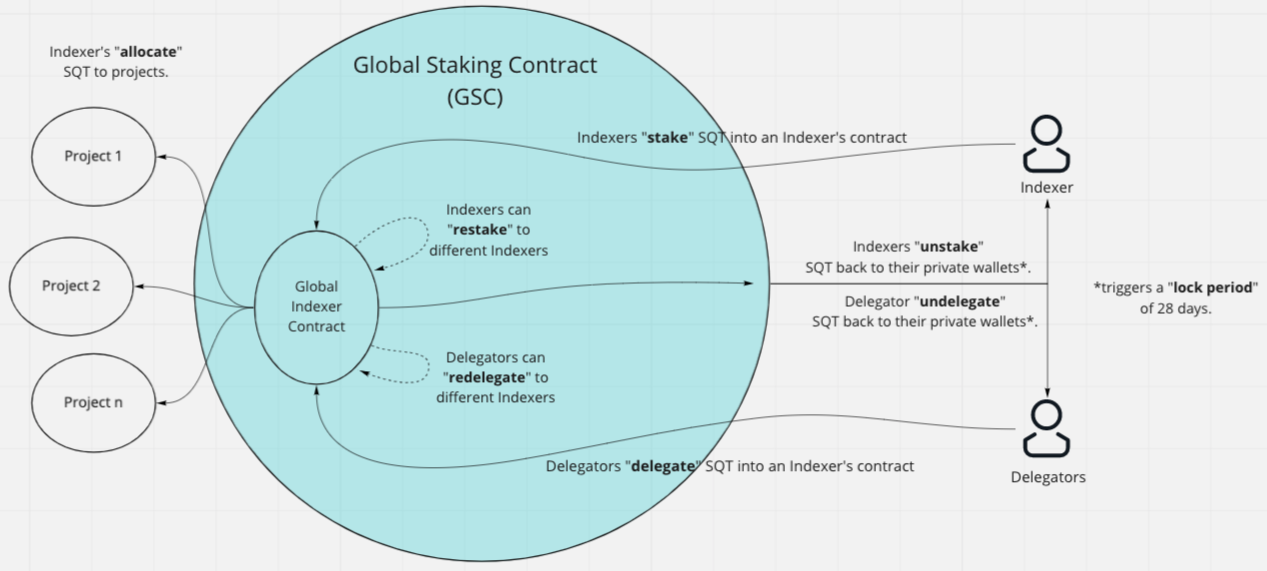 Indexer's "allocate"
SQT to projects.
Global Staking Contract
(GSC)
Indexers "stake" SQT into an Indexer's contract
Project 1
Indexer
Indexers can
"restake" to
different Indexers
Indexers "unstake"
SQT back to their private wallets*.
Project 2
Global
Indexer
Contract
*triggers a "lock period"
of 28 days.
Delegator "undelegate"
SQT back to their private wallets*.
Delegators can
"redelegate" to
different Indexers
Project n
Delegators "delegate" SQT into an Indexer's contract
Delegators